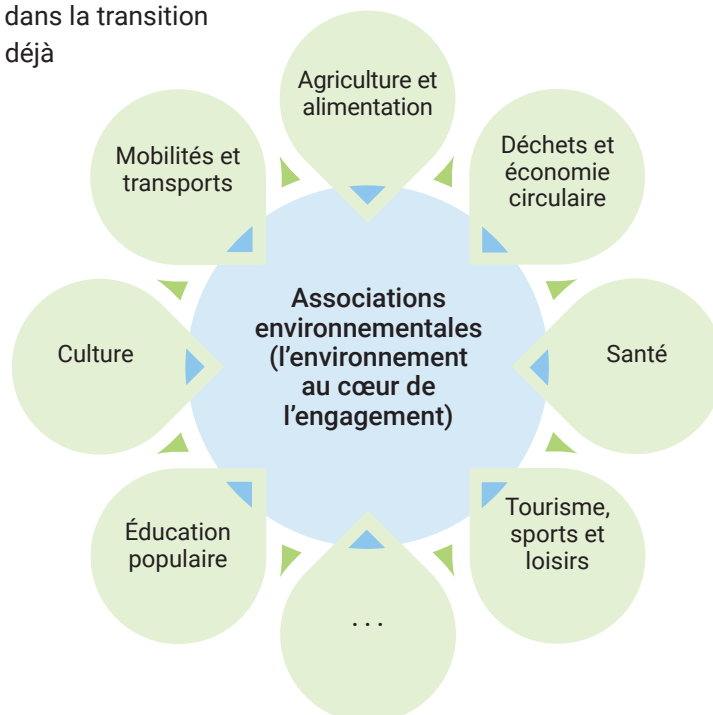 dans la transition
déjà
Agriculture et
alimentation
Mobilités et
transports
Déchets et
économie
circulaire
Culture
Associations
environnementales
(l’environnement
au cœur de
l’engagement)
Santé
Éducation
populaire
Tourisme,
sports et
loisirs
. . .